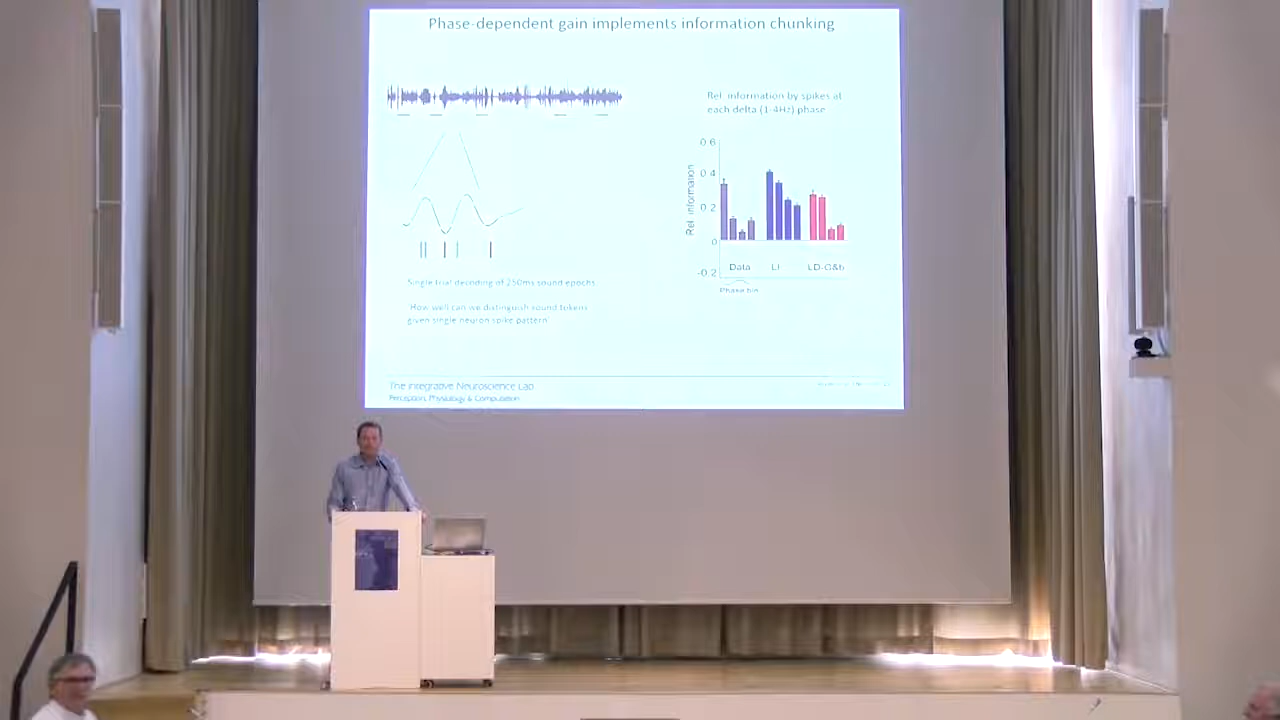 Phase-dependent gain implements information chunking
Rel. information by spikes at
each delta (1-4Hz) phase
0.6
0.4
0.2
0
-0.2
Rel. information
Data
LI
LD-G&b
Phase bin
Single trial decoding of 250ms sound epochs
'How well can we distinguish sound tokens
given single neuron spike pattern'
The Integrative Neuroscience Lab
Perception, Physiology & Computation